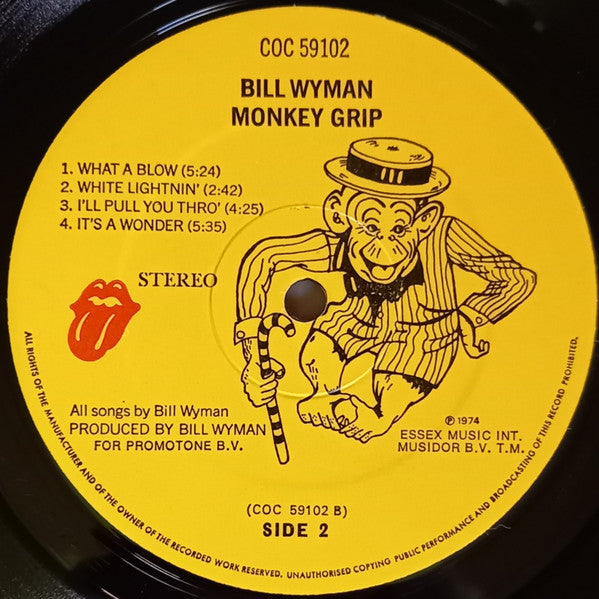 COC 59102
BILL WYMAN
MONKEY GRIP
1. WHAT A BLOW (5:24)
2. WHITE LIGHTNIN' (2:42)
3. I'LL PULL YOU THRO' (4:25)
4. IT'S A WONDER (5:35)
STEREO
All songs by Bill Wyman
PRODUCED BY BILL WYMAN
FOR PROMOTONE B.V.
℗ 1974
ESSEX MUSIC INT.
MUSIDOR B.V. T.M.
(COC 59102 B)
SIDE 2
ALL RIGHTS OF THE MANUFACTURER AND OF THE OWNER OF THE RECORDED WORK RESERVED. UNAUTHORISED COPYING PUBLIC PERFORMANCE AND BROADCASTING OF THIS RECORD PROHIBITED.